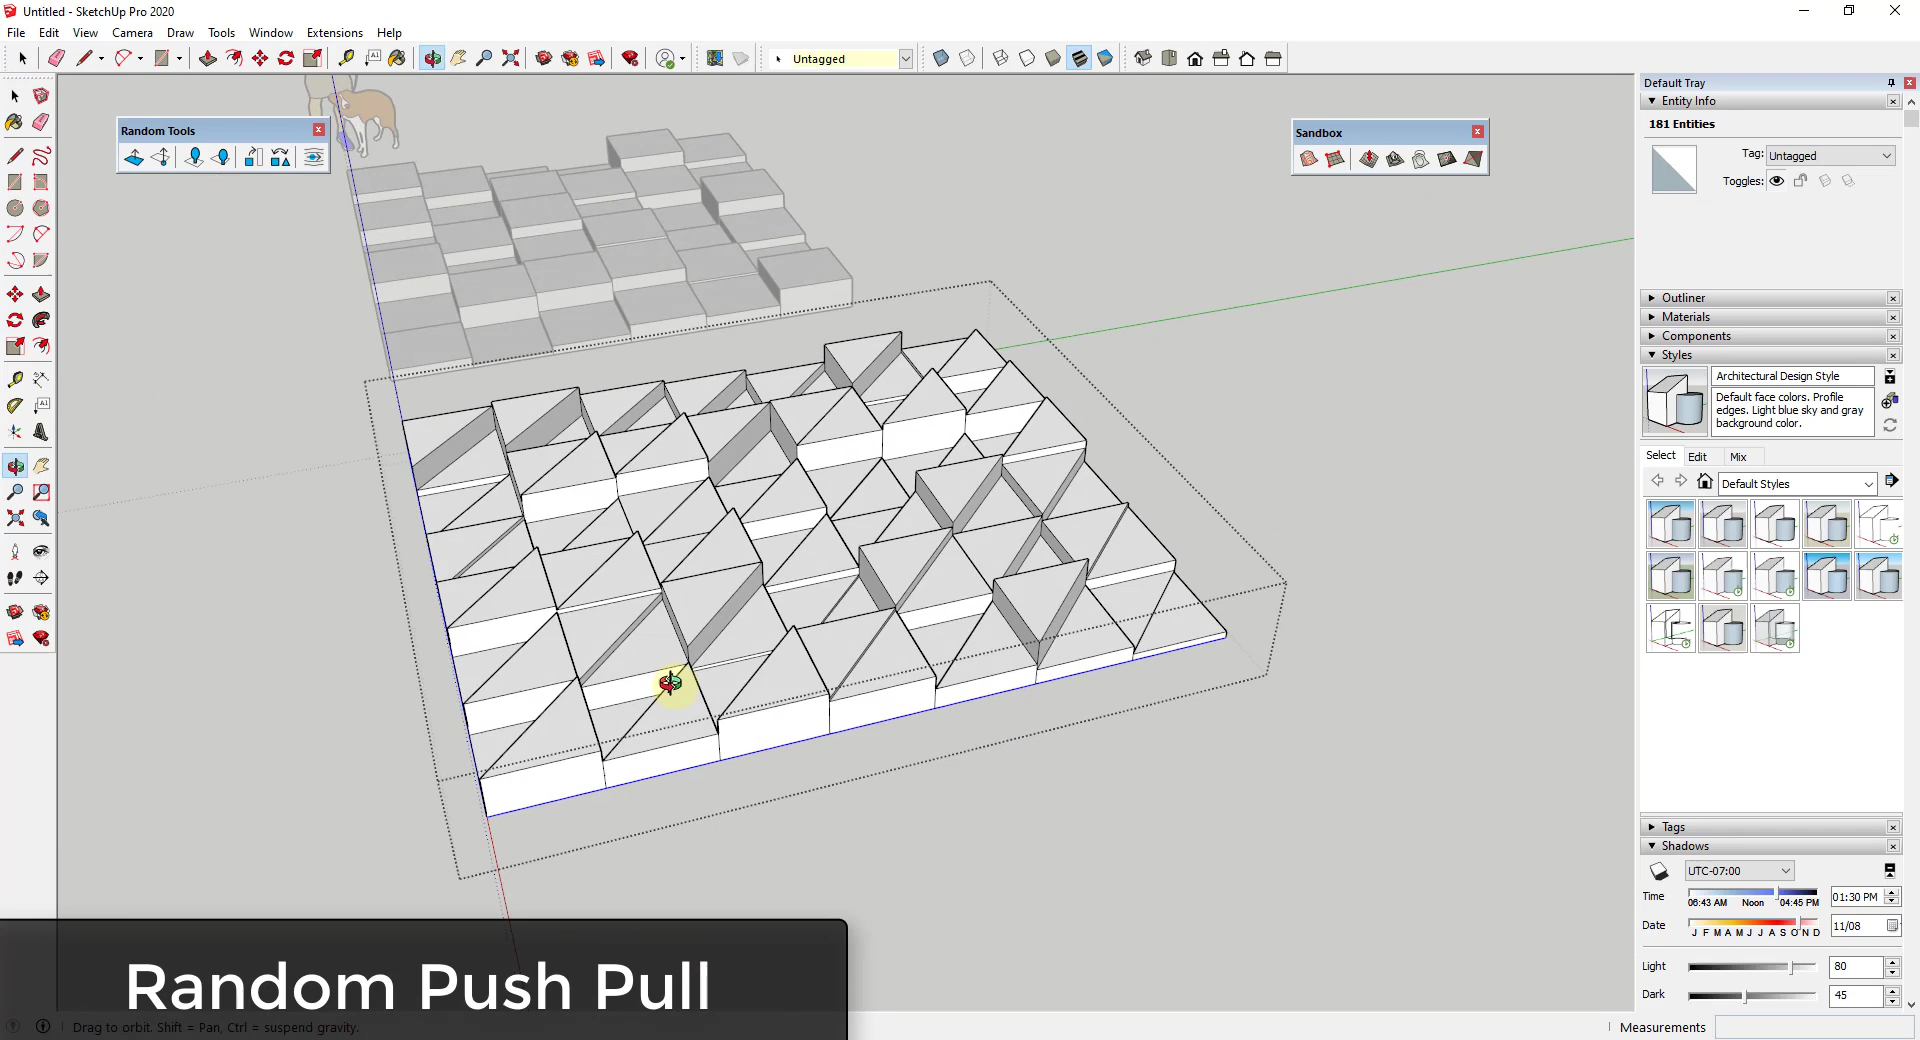 Untitled - SketchUp Pro 2020
File Edit View Camera Draw Tools Window Extensions Help
Untagged
Default Tray
Entity Info
181 Entities
Tag: Untagged
Toggles:
Random Tools
Sandbox
Outliner
Materials
Components
Styles
Architectural Design Style
Default face colors. Profile
edges. Light blue sky and gray
background color.
Select Edit Mix
Default Styles
Tags
Shadows
UTC-07:00
Time 01:30 PM
06:43 AM Noon 04:45 PM
Date 11/08
J F M A M J J A S O N D
Light 80
Dark 45
Random Push Pull
Drag to orbit. Shift = Pan, Ctrl = suspend gravity.
Measurements